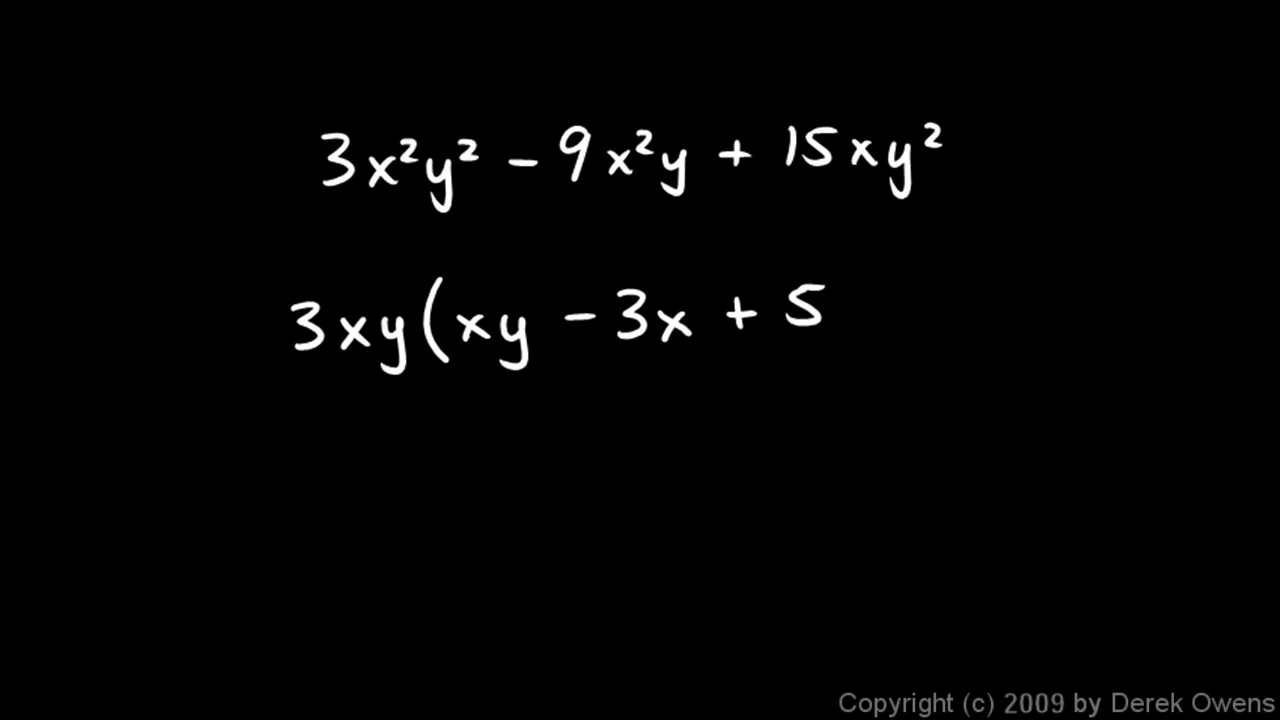 3x²y² - 9x²y + 15xy²
3xy(xy - 3x + 5
Copyright (c) 2009 by Derek Owens